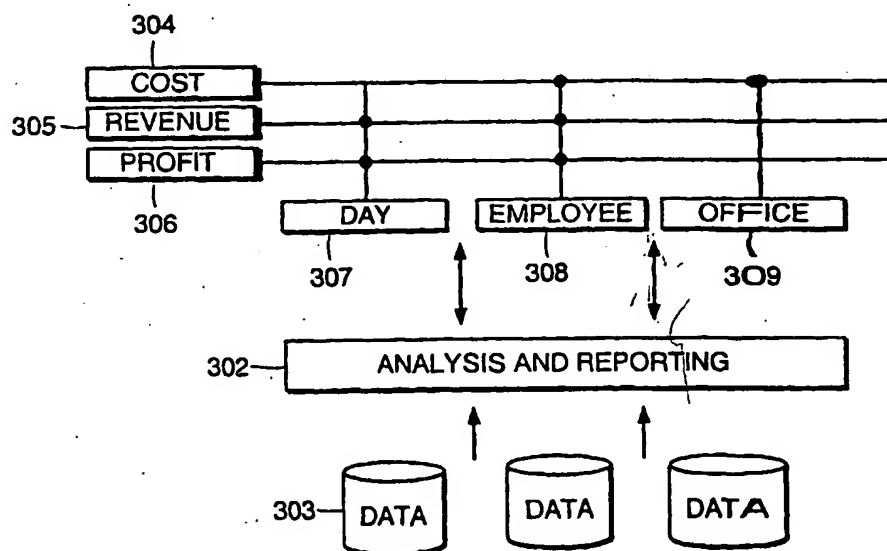 304
COST
305 REVENUE
PROFIT
306
DAY EMPLOYEE OFFICE
307 308 309
302 ANALYSIS AND REPORTING
303 DATA DATA DATA